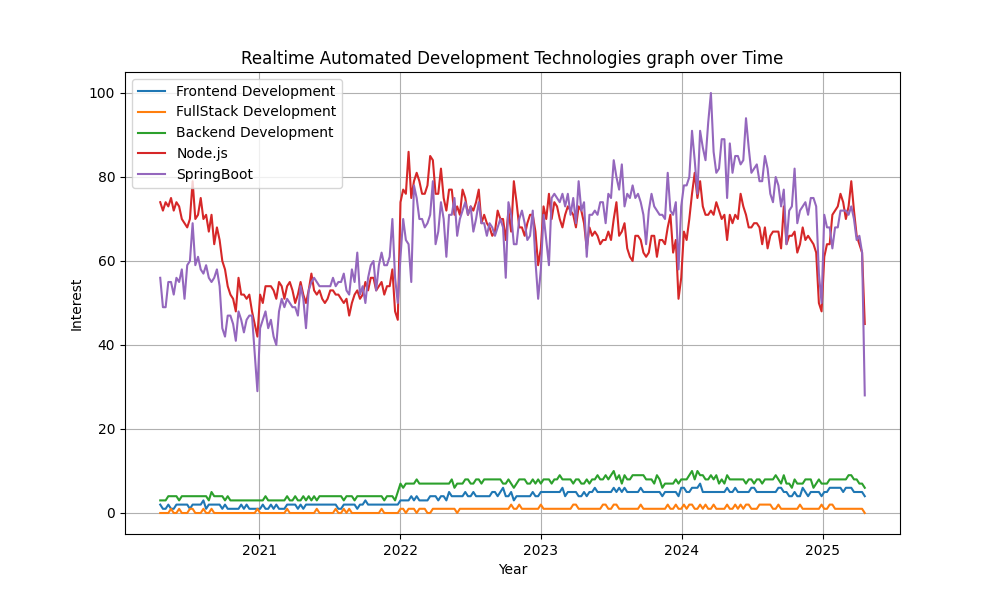 Realtime Automated Development Technologies graph over Time
Frontend Development
FullStack Development
Backend Development
Node.js
SpringBoot
100
80
60
40
20
0
Interest
2021
2022
2023
2024
2025
Year